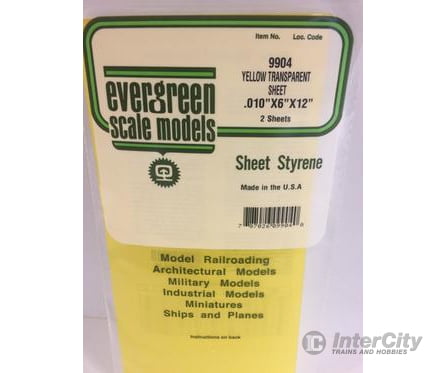 Item No. Loc. Code
9904
YELLOW TRANSPARENT
SHEET
.010"X6"X12"
2 Sheets
evergreen
scale models
Sheet Styrene
Made in the U.S.A
Model Railroading
Architectural Models
Military Models
Industrial Models
Miniatures
Ships and Planes
Instructions on back
IC InterCity
TRAINS AND HOBBIES